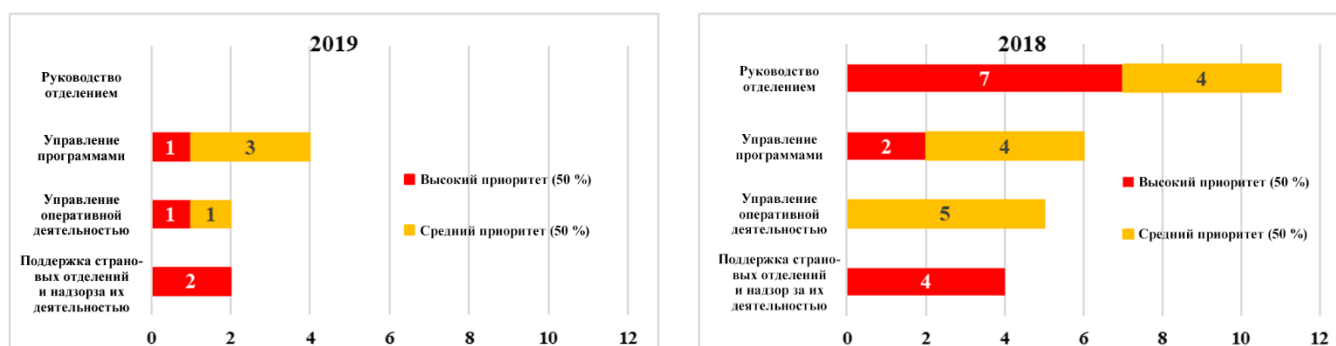 2019
Руководство
отделением
Управление
программами
1
3
Управление
оперативной
деятельностью
1
1
Поддержка страно-
вых отделений
и надзорза их
деятельностью
2
Высокий приоритет (50 %)
Средний приоритет (50 %)
0 2 4 6 8 10 12
2018
Руководство
отделением
7
4
Управление
программами
2
4
Управление
оперативной
деятельностью
5
Поддержка страно-
вых отделений
и надзор за их
деятельностью
4
Высокий приоритет (50 %)
Средний приоритет (50 %)
0 2 4 6 8 10 12